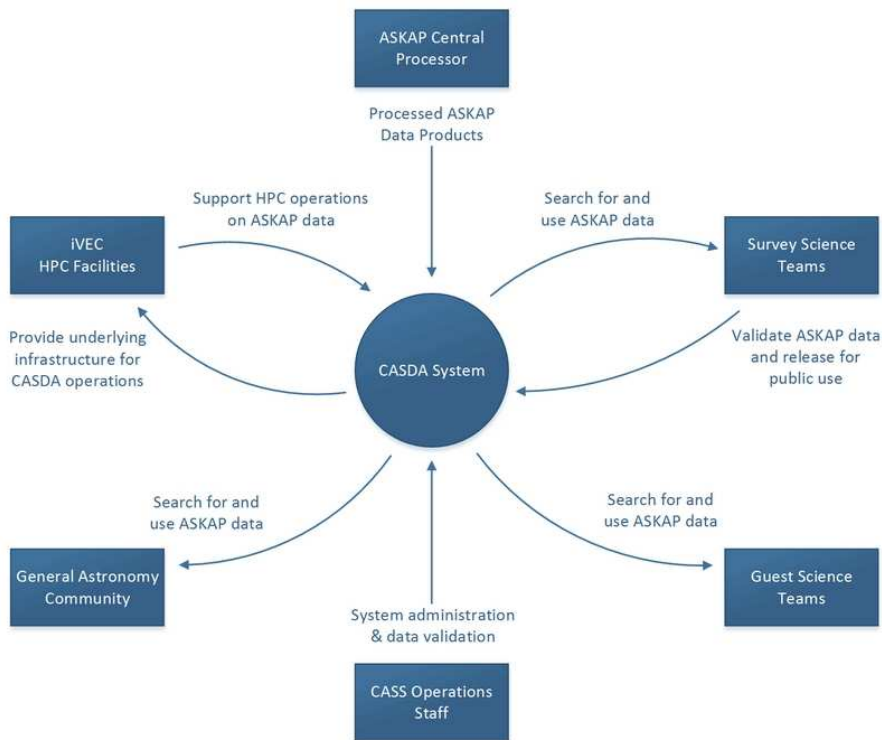 ASKAP Central
Processor
Processed ASKAP
Data Products
Support HPC operations
on ASKAP data
Search for and
use ASKAP data
iVEC
HPC Facilities
Survey Science
Teams
Provide underlying
infrastructure for
CASDA operations
CASDA System
Validate ASKAP data
and release for
public use
Search for and
use ASKAP data
Search for and
use ASKAP data
General Astronomy
Community
System administration
& data validation
Guest Science
Teams
CASS Operations
Staff